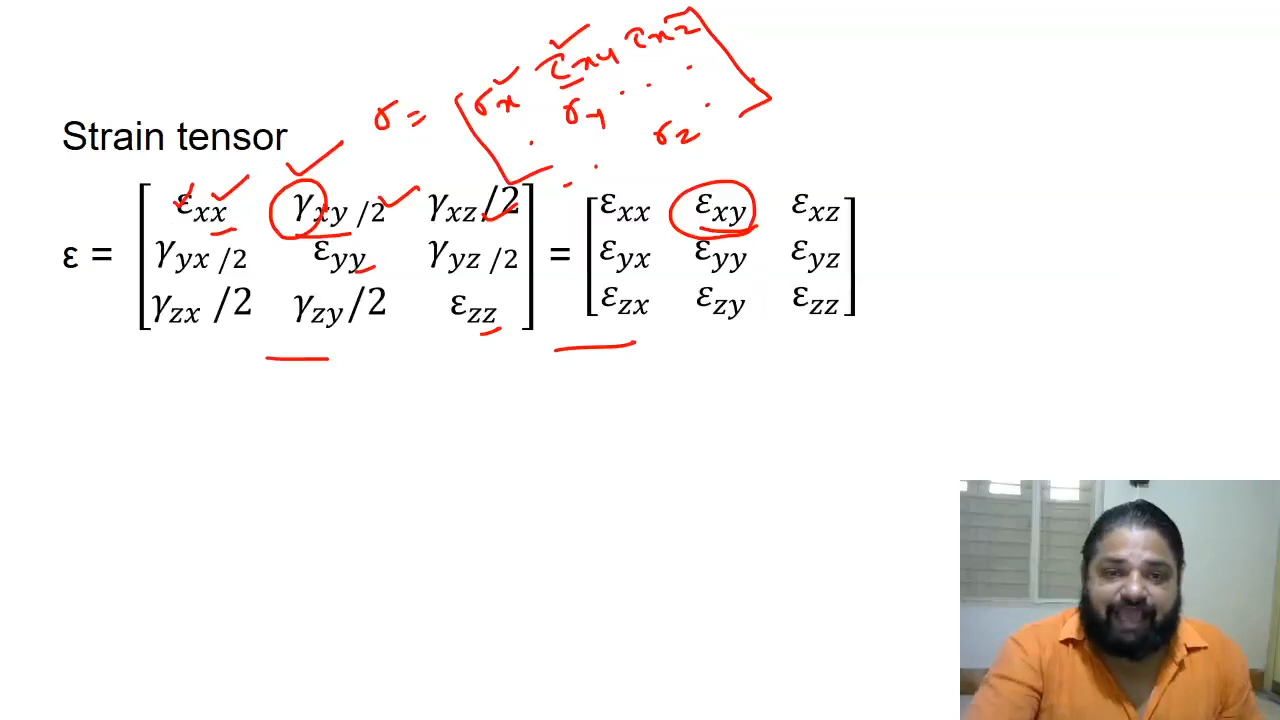 σ = [σx τxy τxz
. σy . . .
. . σz .]
Strain tensor
ε = [εxx γxy /2 γxz /2
γyx /2 εyy γyz /2
γzx /2 γzy /2 εzz]
= [εxx εxy εxz
εyx εyy εyz
εzx εzy εzz]